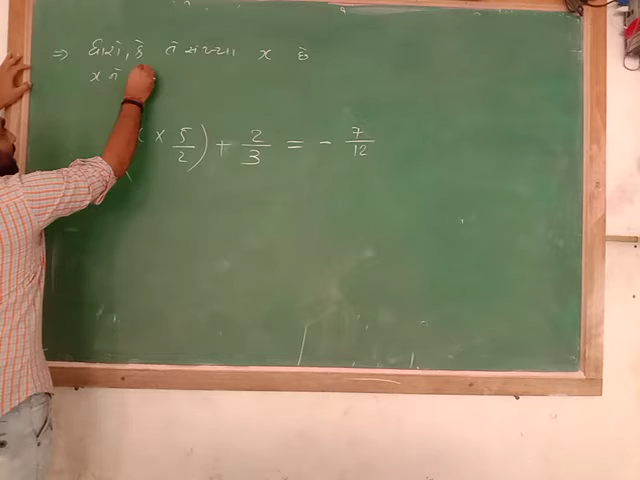 ⇒ ધારો, કે તે સંખ્યા x છે
x ને
x × 5/2) + 2/3 = - 7/12